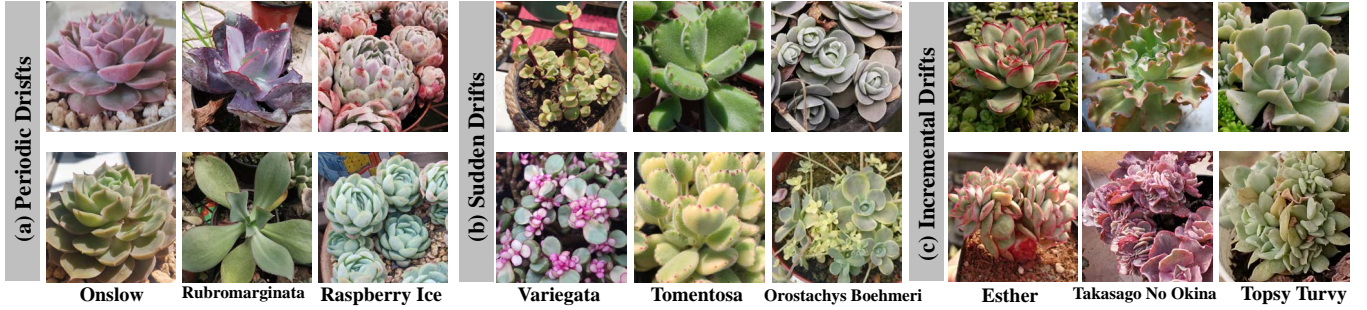 (a) Periodic Drisfts
(b) Sudden Drifts
(c) Incremental Drifts
Onslow
Rubromarginata
Raspberry Ice
Variegata
Tomentosa
Orostachys Boehmeri
Esther
Takasago No Okina
Topsy Turvy